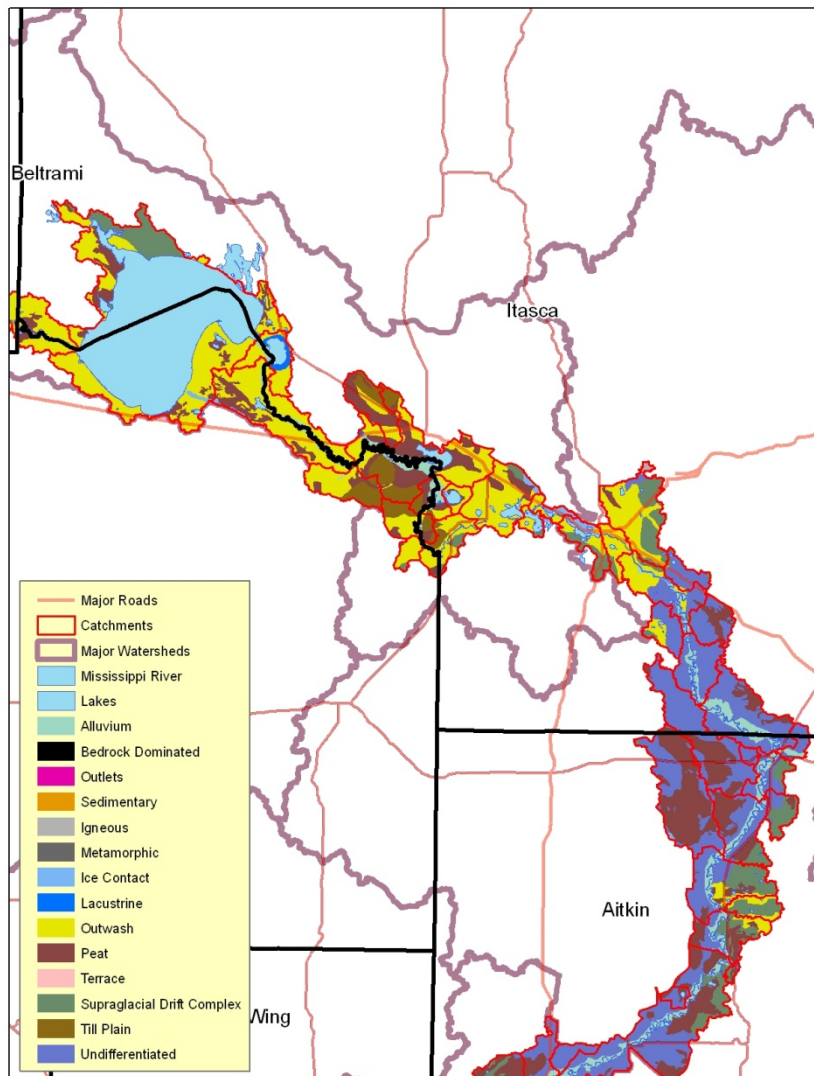 Beltrami
Itasca
Aitkin
Wing
Major Roads
Catchments
Major Watersheds
Mississippi River
Lakes
Alluvium
Bedrock Dominated
Outlets
Sedimentary
Igneous
Metamorphic
Ice Contact
Lacustrine
Outwash
Peat
Terrace
Supraglacial Drift Complex
Till Plain
Undifferentiated